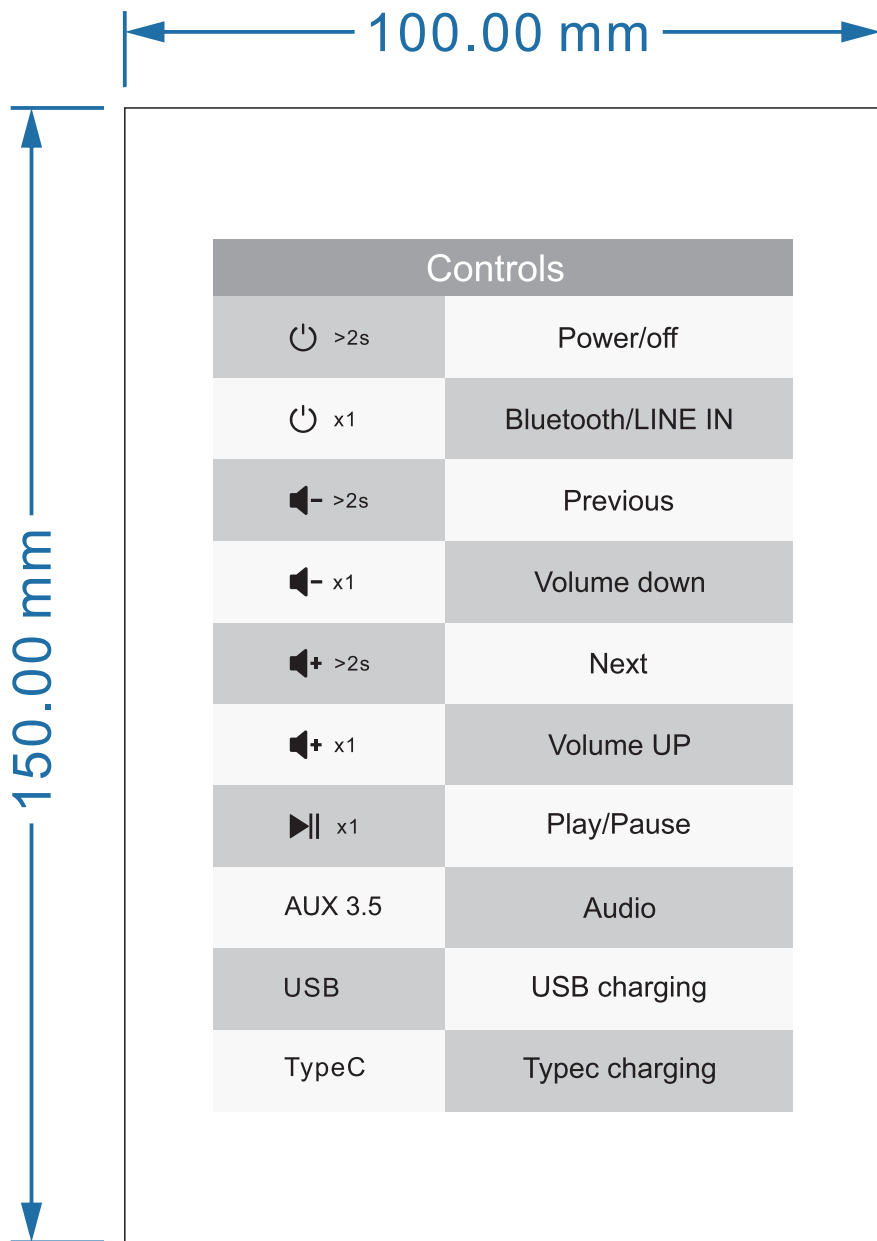 100.00 mm
150.00 mm
Controls
>2s Power/off
x1 Bluetooth/LINE IN
>2s Previous
x1 Volume down
>2s Next
x1 Volume UP
x1 Play/Pause
AUX 3.5 Audio
USB USB charging
TypeC Typec charging